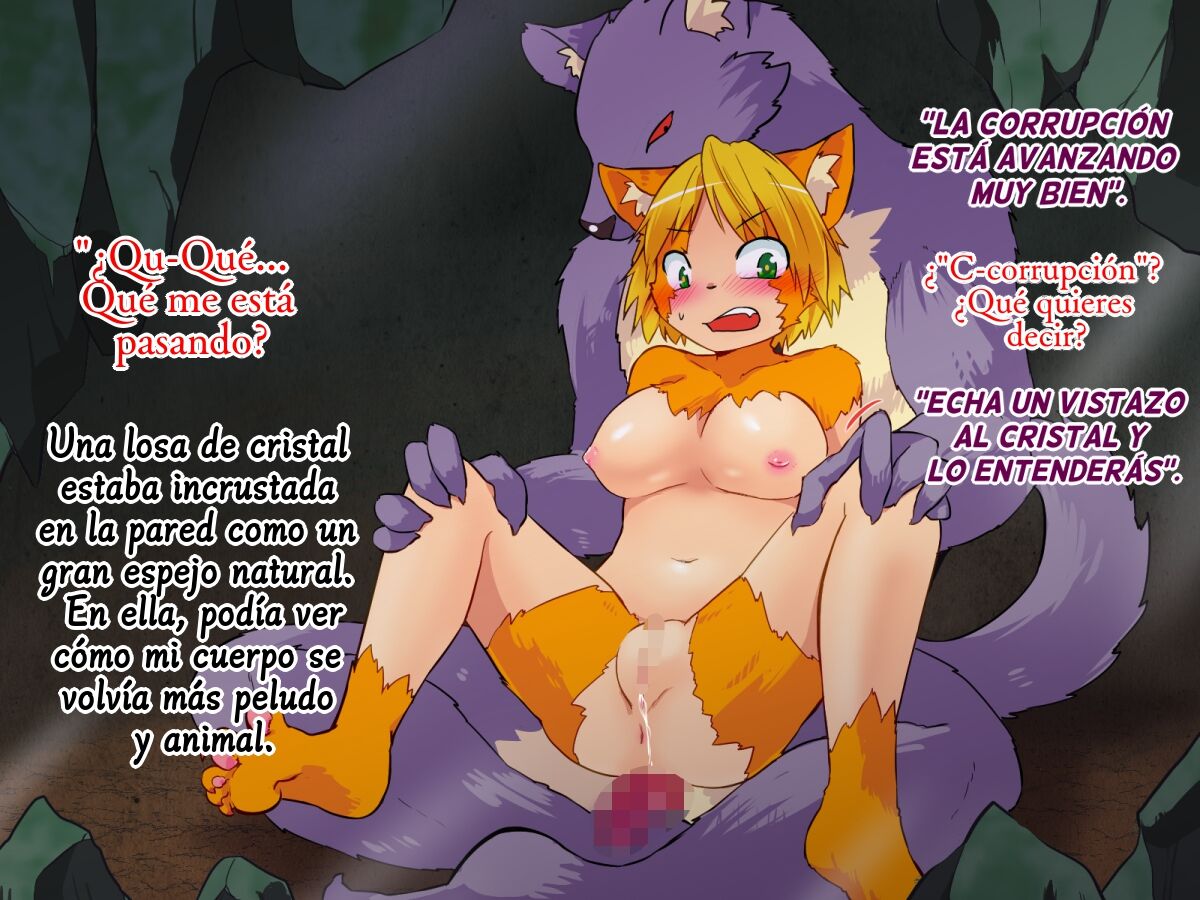 "¿Qu-Qué...
Qué me está
pasando?
Una losa de cristal
estaba incrustada
en la pared como un
gran espejo natural.
En ella, podía ver
cómo mi cuerpo se
volvía más peludo
y animal.
"LA CORRUPCIÓN
ESTÁ AVANZANDO
MUY BIEN".
¿"C-corrupción"?
¿Qué quieres
decir?
"ECHA UN VISTAZO
AL CRISTAL Y
LO ENTENDERÁS".